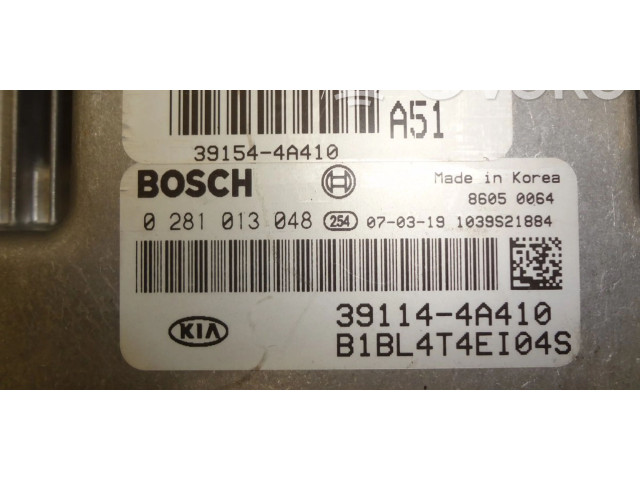 A51
39154-4A410
BOSCH
Made in Korea
8605 0064
0 281 013 048 254 07-03-19 1039S21884
KIA
39114-4A410
B1BL4T4EI04S